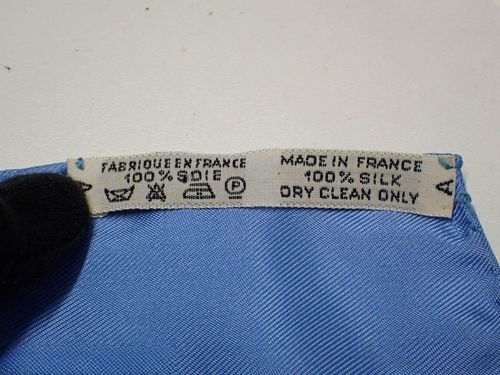 FABRIQUE EN FRANCE
100% SOIE
P
MADE IN FRANCE
100% SILK
DRY CLEAN ONLY
A